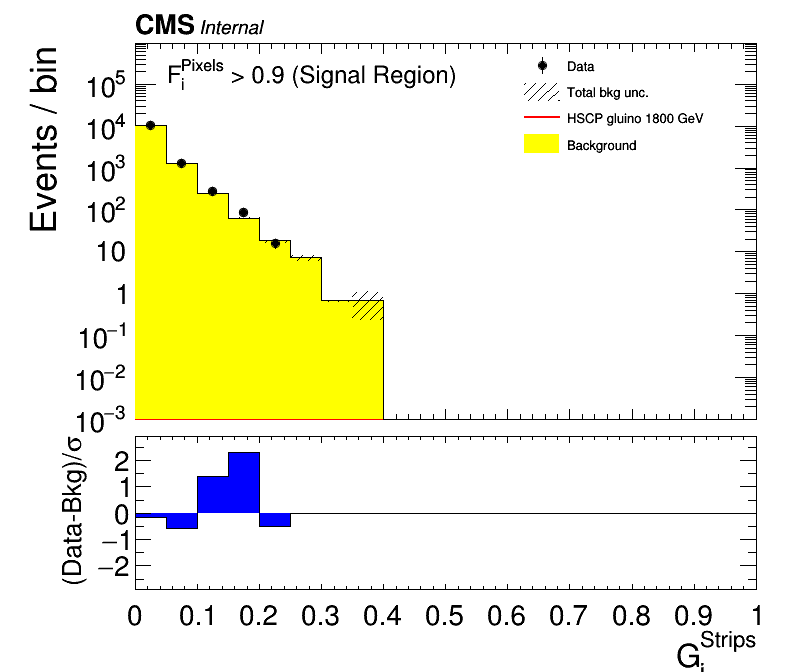 CMS Internal
F_i^Pixels > 0.9 (Signal Region)
Data
Total bkg unc.
HSCP gluino 1800 GeV
Background
Events / bin
10^5
10^4
10^3
10^2
10
1
10^−1
10^−2
10^−3
(Data-Bkg)/σ
2
1
0
−1
−2
0 0.1 0.2 0.3 0.4 0.5 0.6 0.7 0.8 0.9 1
G_i^Strips